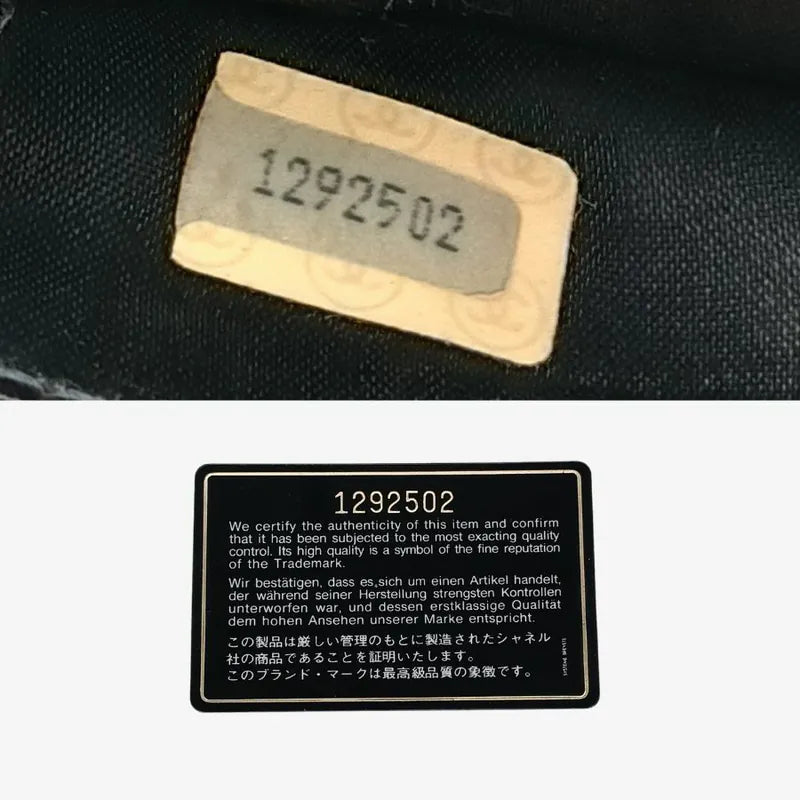 1292502
1292502
We certify the authenticity of this item and confirm
that it has been subjected to the most exacting quality
control. Its high quality is a symbol of the fine reputation
of the Trademark.
Wir bestätigen, dass es sich um einen Artikel handelt,
der während seiner Herstellung strengsten Kontrollen
unterworfen war, und dessen erstklassige Qualität
dem hohen Ansehen unserer Marke entspricht.
この製品は厳しい管理のもとに製造されたシャネル
社の商品であることを証明いたします。
このブランド・マークは最高級品質の象徴です。